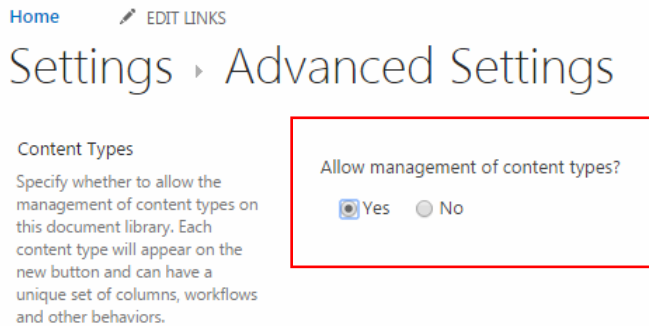 Home EDIT LINKS
Settings › Advanced Settings
Content Types
Specify whether to allow the
management of content types on
this document library. Each
content type will appear on the
new button and can have a
unique set of columns, workflows
and other behaviors.
Allow management of content types?
Yes No